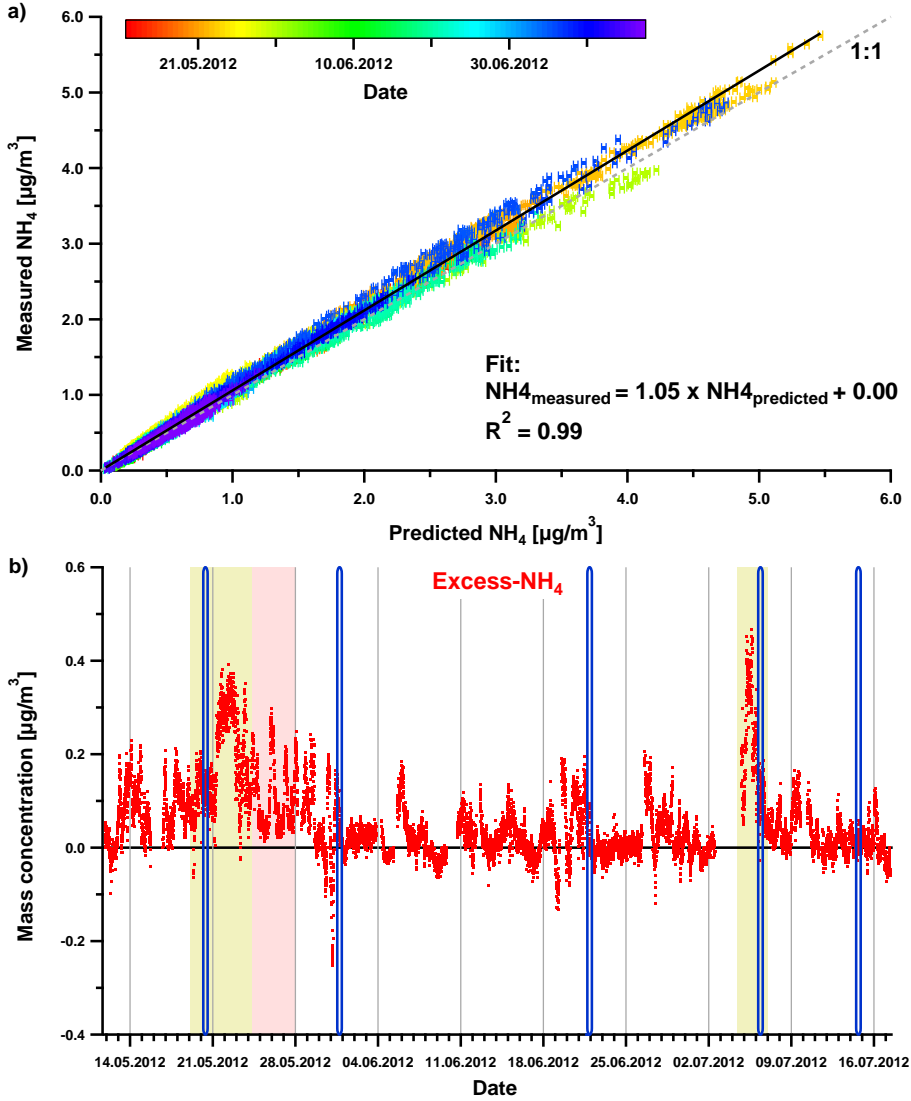 a)
6.0
5.0
4.0
3.0
2.0
1.0
0.0
Measured NH₄ [µg/m³]
21.05.2012 10.06.2012 30.06.2012
Date
1:1
Fit:
NH4measured = 1.05 x NH4predicted + 0.00
R² = 0.99
0.0 1.0 2.0 3.0 4.0 5.0 6.0
Predicted NH₄ [µg/m³]
b)
0.6
0.4
0.2
0.0
-0.2
-0.4
Mass concentration [µg/m³]
Excess-NH₄
14.05.2012 21.05.2012 28.05.2012 04.06.2012 11.06.2012 18.06.2012 25.06.2012 02.07.2012 09.07.2012 16.07.2012
Date